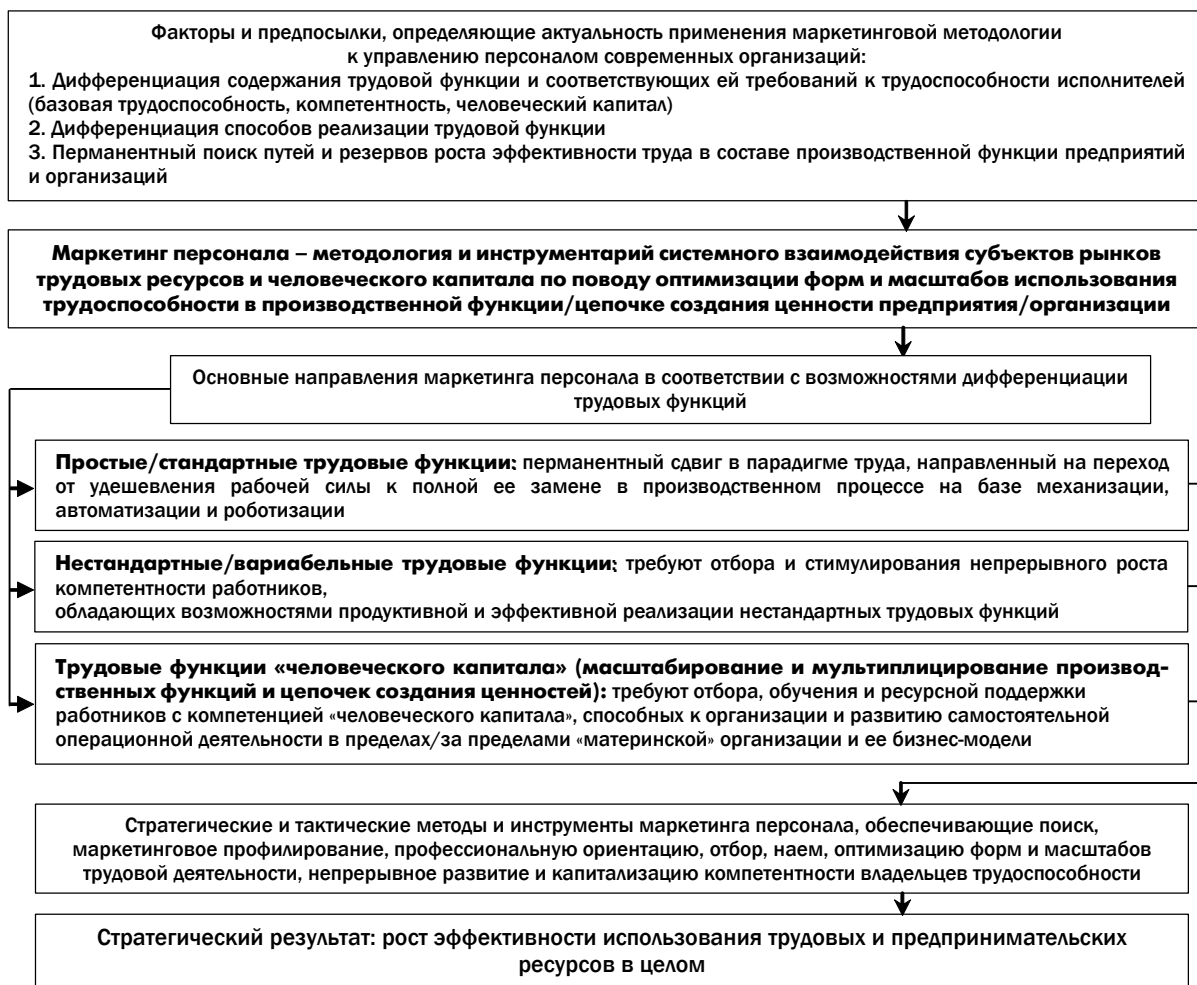 Факторы и предпосылки, определяющие актуальность применения маркетинговой методологии
к управлению персоналом современных организаций:
1. Дифференциация содержания трудовой функции и соответствующих ей требований к трудоспособности исполнителей
(базовая трудоспособность, компетентность, человеческий капитал)
2. Дифференциация способов реализации трудовой функции
3. Перманентный поиск путей и резервов роста эффективности труда в составе производственной функции предприятий
и организаций
Маркетинг персонала – методология и инструментарий системного взаимодействия субъектов рынков
трудовых ресурсов и человеческого капитала по поводу оптимизации форм и масштабов использования
трудоспособности в производственной функции/цепочке создания ценности предприятия/организации
Основные направления маркетинга персонала в соответствии с возможностями дифференциации
трудовых функций
Простые/стандартные трудовые функции: перманентный сдвиг в парадигме труда, направленный на переход
от удешевления рабочей силы к полной ее замене в производственном процессе на базе механизации,
автоматизации и роботизации
Нестандартные/вариабельные трудовые функции: требуют отбора и стимулирования непрерывного роста
компетентности работников,
обладающих возможностями продуктивной и эффективной реализации нестандартных трудовых функций
Трудовые функции «человеческого капитала» (масштабирование и мультиплицирование производ-
ственных функций и цепочек создания ценностей): требуют отбора, обучения и ресурсной поддержки
работников с компетенцией «человеческого капитала», способных к организации и развитию самостоятельной
операционной деятельности в пределах/за пределами «материнской» организации и ее бизнес-модели
Стратегические и тактические методы и инструменты маркетинга персонала, обеспечивающие поиск,
маркетинговое профилирование, профессиональную ориентацию, отбор, наем, оптимизацию форм и масштабов
трудовой деятельности, непрерывное развитие и капитализацию компетентности владельцев трудоспособности
Стратегический результат: рост эффективности использования трудовых и предпринимательских
ресурсов в целом